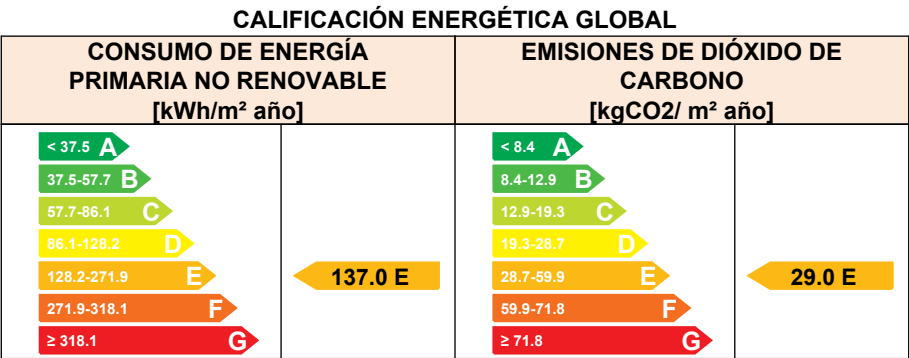 CALIFICACIÓN ENERGÉTICA GLOBAL
CONSUMO DE ENERGÍA
PRIMARIA NO RENOVABLE
[kWh/m² año]
EMISIONES DE DIÓXIDO DE
CARBONO
[kgCO2/ m² año]
< 37.5 A
37.5-57.7 B
57.7-86.1 C
86.1-128.2 D
128.2-271.9 E
271.9-318.1 F
≥ 318.1 G
137.0 E
< 8.4 A
8.4-12.9 B
12.9-19.3 C
19.3-28.7 D
28.7-59.9 E
59.9-71.8 F
≥ 71.8 G
29.0 E